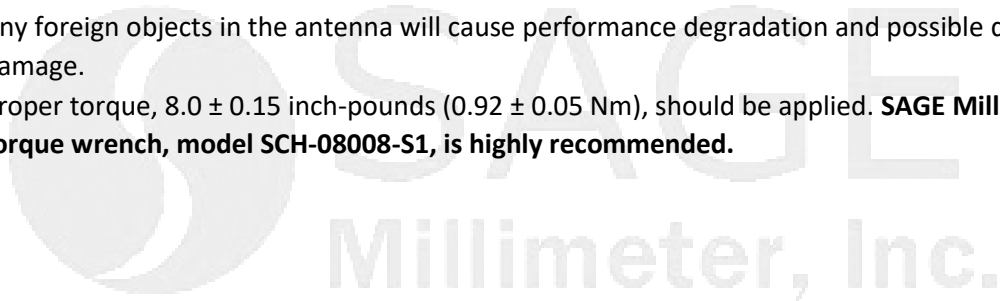 ny foreign objects in the antenna will cause performance degradation and possible
amage.
roper torque, 8.0 ± 0.15 inch-pounds (0.92 ± 0.05 Nm), should be applied. SAGE Mill
orque wrench, model SCH-08008-S1, is highly recommended.
SAGE
Millimeter, Inc.